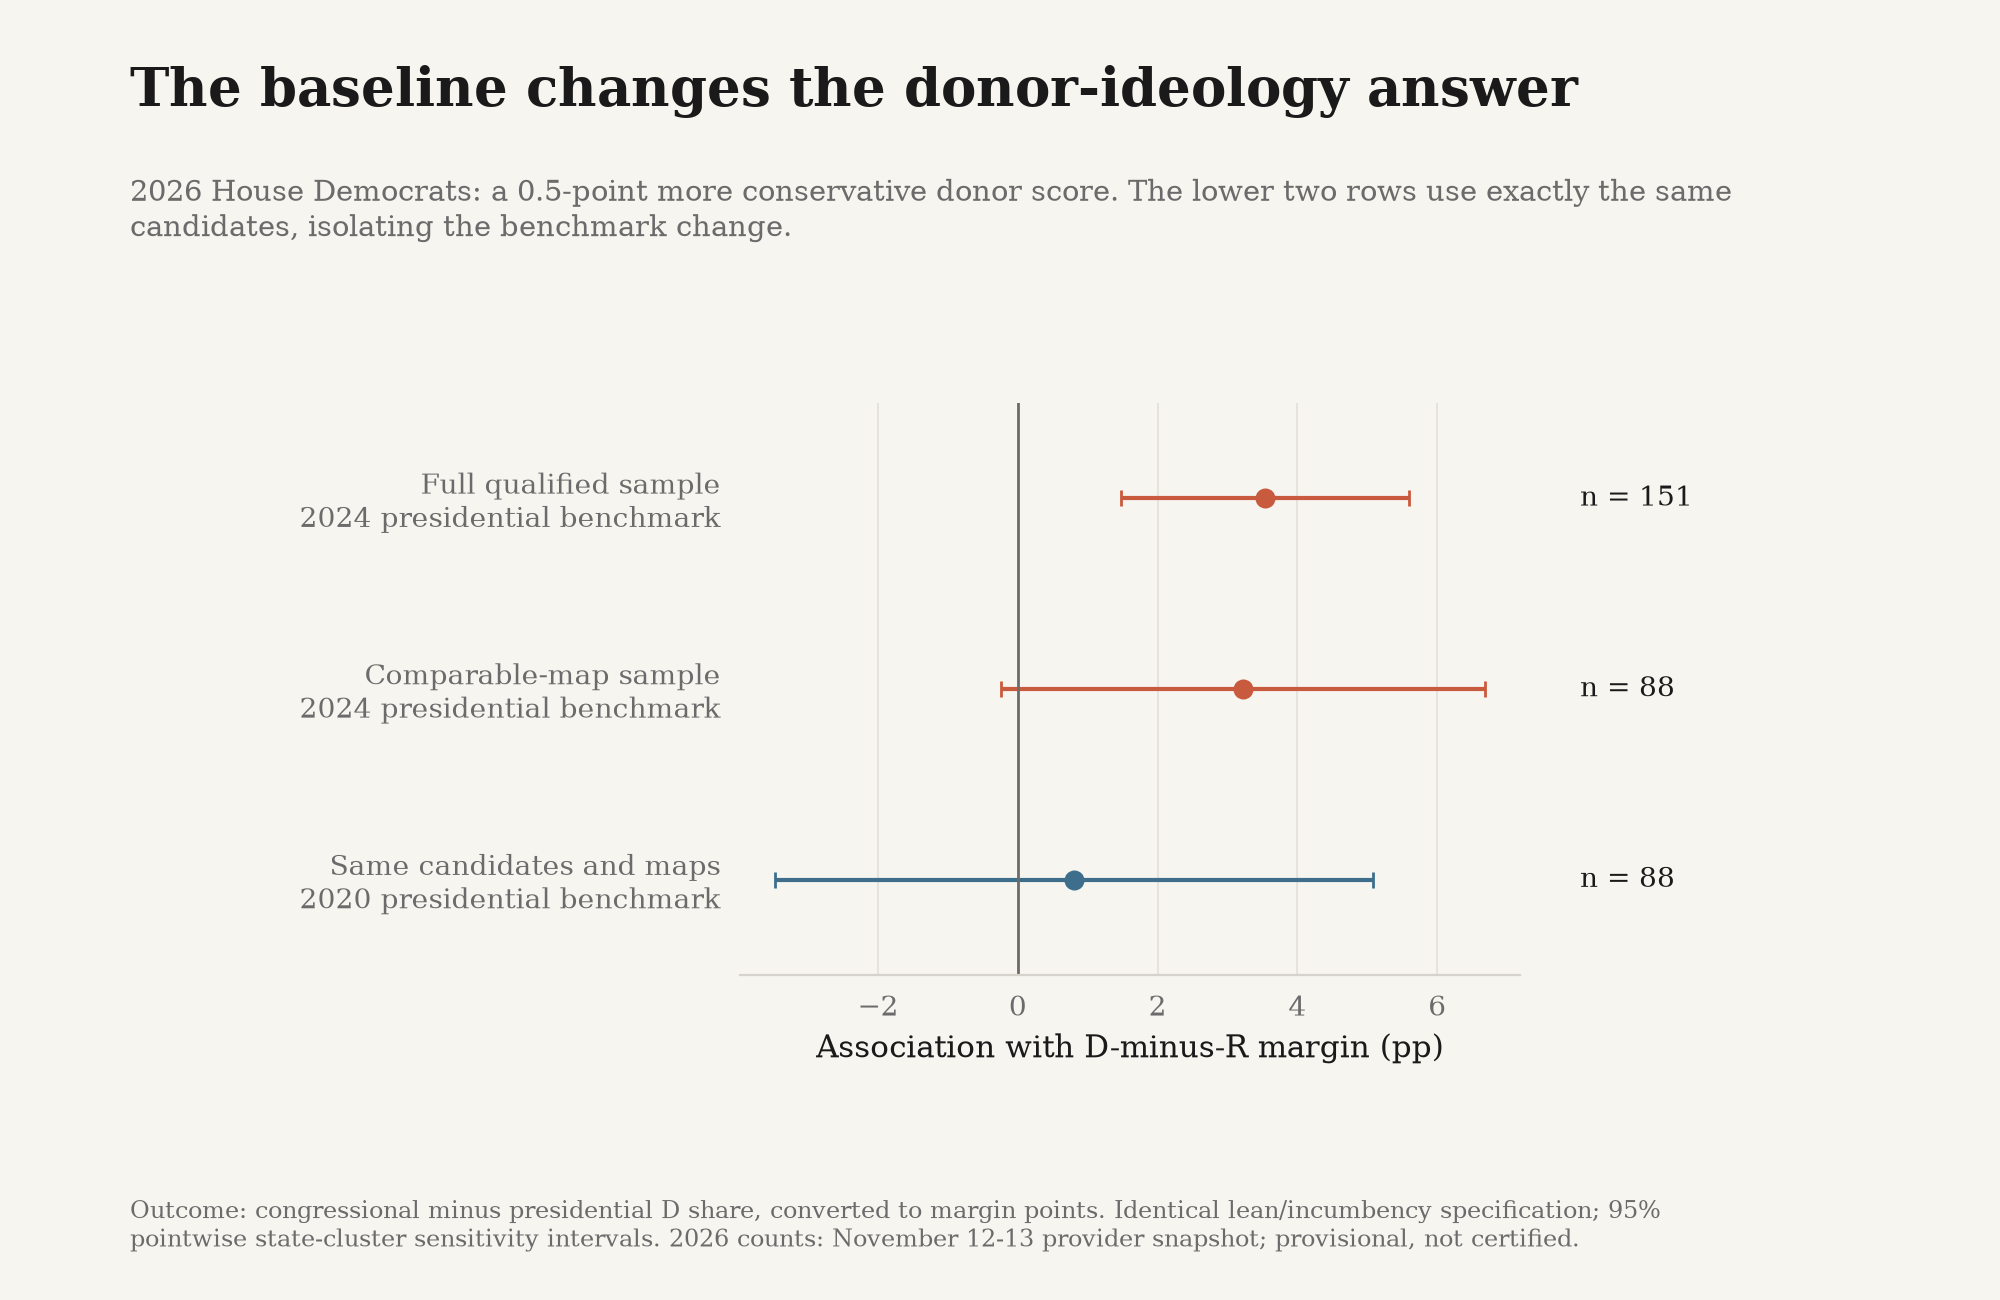 The baseline changes the donor-ideology answer
2026 House Democrats: a 0.5-point more conservative donor score. The lower two rows use exactly the same
candidates, isolating the benchmark change.
Full qualified sample
2024 presidential benchmark
n = 151
Comparable-map sample
2024 presidential benchmark
n = 88
Same candidates and maps
2020 presidential benchmark
n = 88
−2 0 2 4 6
Association with D-minus-R margin (pp)
Outcome: congressional minus presidential D share, converted to margin points. Identical lean/incumbency specification; 95%
pointwise state-cluster sensitivity intervals. 2026 counts: November 12-13 provider snapshot; provisional, not certified.